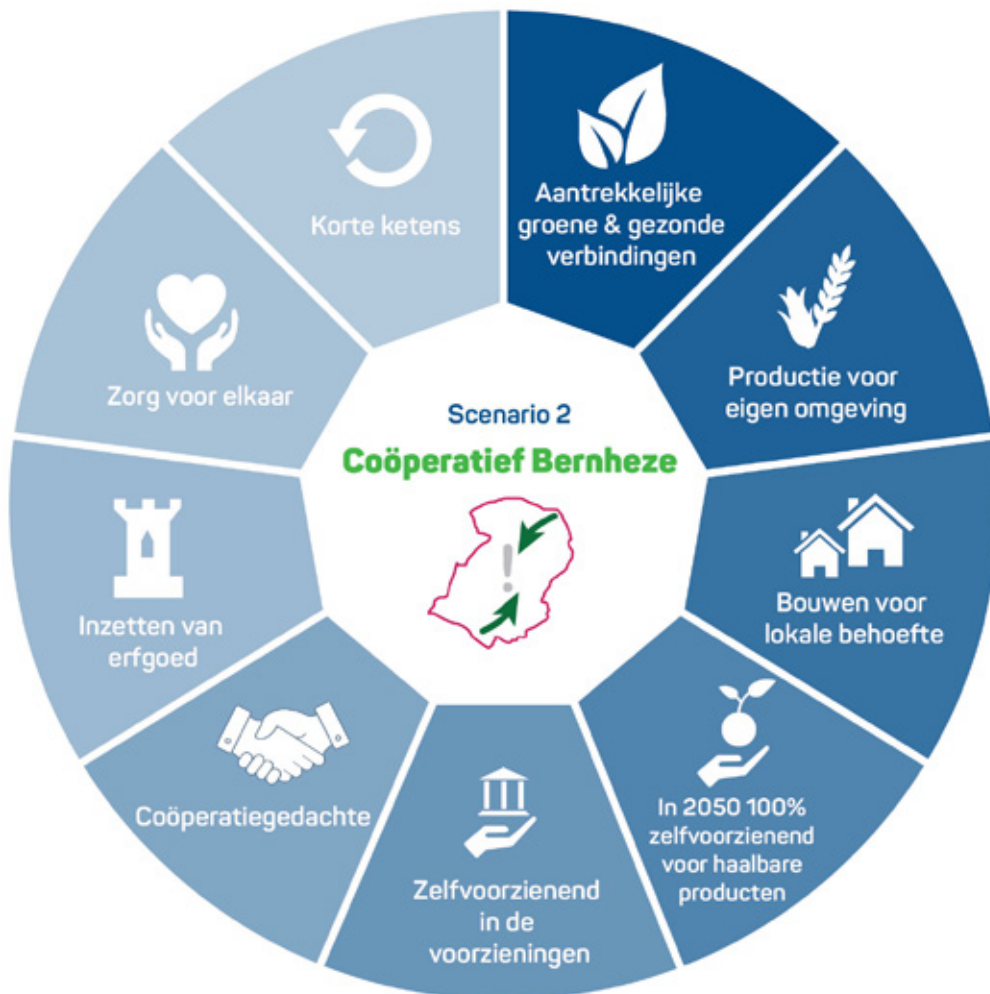 Scenario 2
Coöperatief Bernheze
Aantrekkelijke
groene & gezonde
verbindingen
Productie voor
eigen omgeving
Bouwen voor
lokale behoefte
In 2050 100%
zelfvoorzienend
voor haalbare
producten
Zelfvoorzienend
in de
voorzieningen
Coöperatiegedachte
Inzetten van
erfgoed
Zorg voor elkaar
Korte ketens